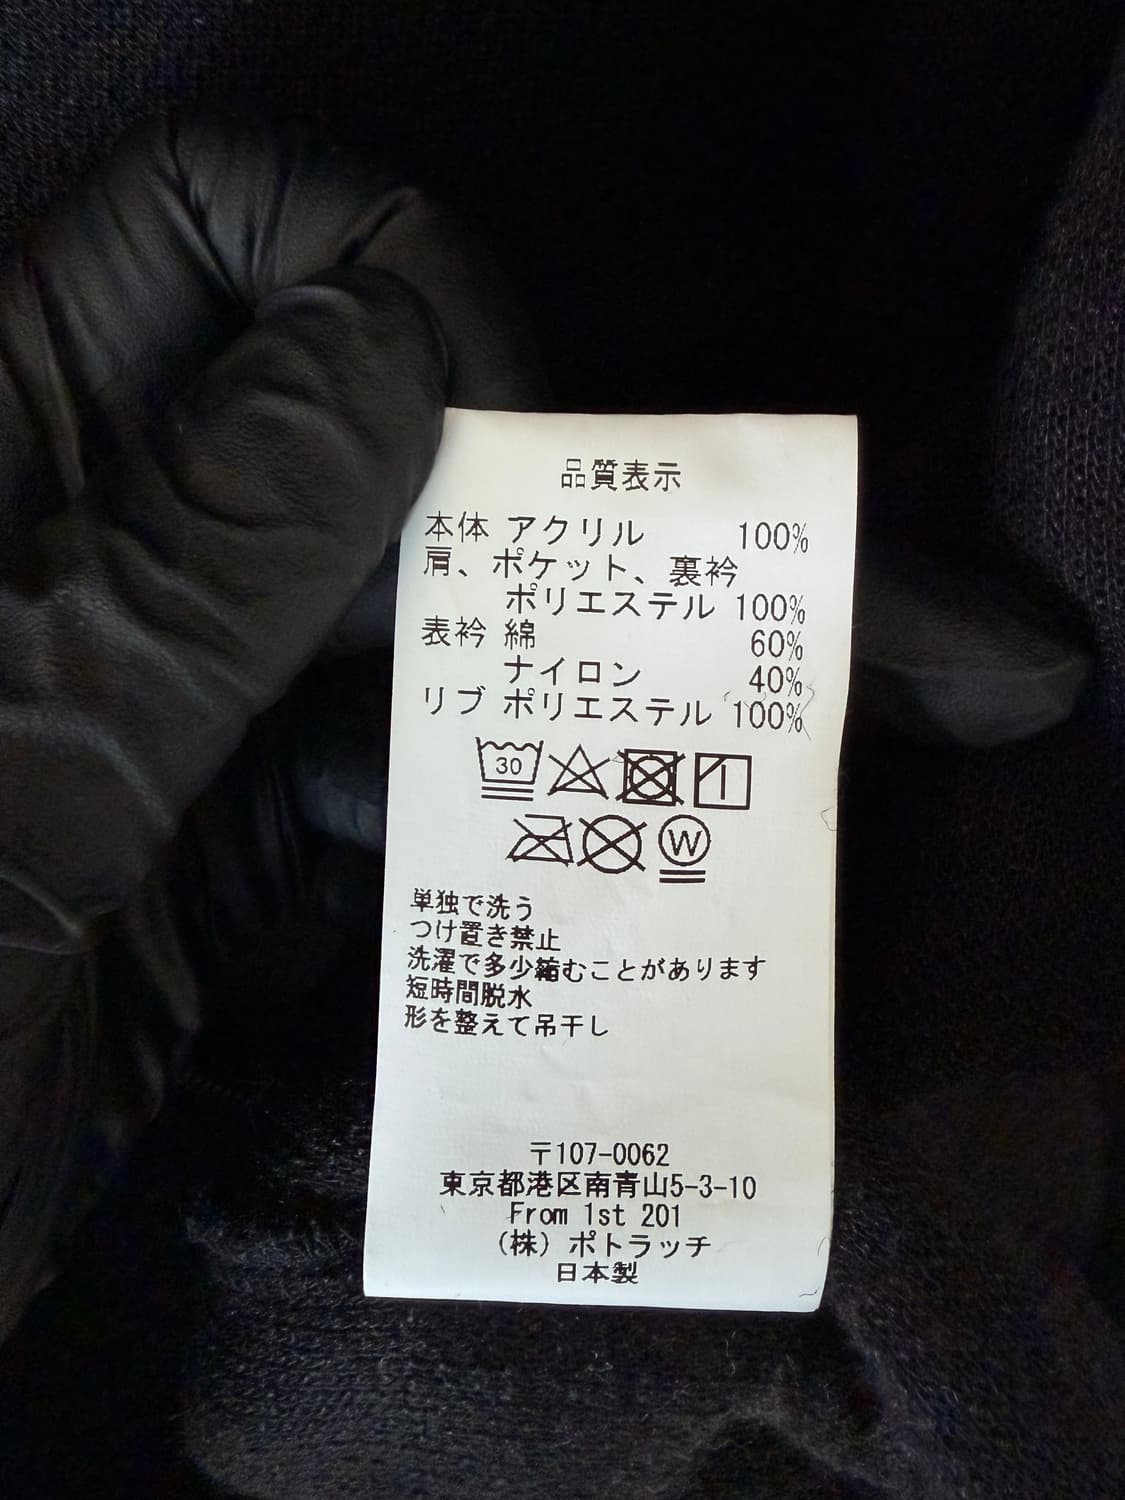 品質表示
本体 アクリル 100%
肩、ポケット、裏衿
ポリエステル 100%
表衿 綿 60%
ナイロン 40%
リブ ポリエステル 100%
30
W
単独で洗う
つけ置き禁止
洗濯で多少縮むことがあります
短時間脱水
形を整えて吊干し
〒107-0062
東京都港区南青山5-3-10
From 1st 201
(株) ポトラッチ
日本製